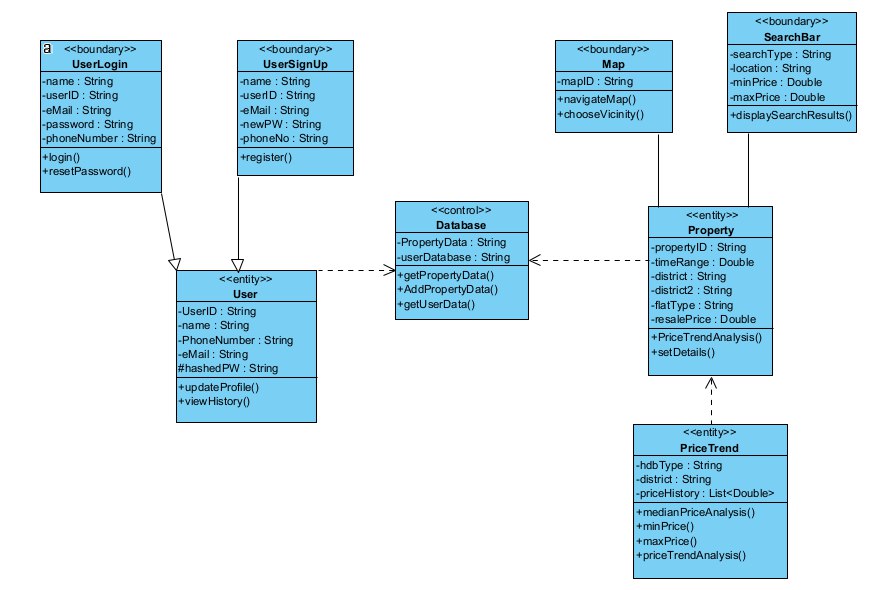 a
<<boundary>>
UserLogin
-name : String
-userID : String
-eMail : String
-password : String
-phoneNumber : String
+login()
+resetPassword()
<<boundary>>
UserSignUp
-name : String
-userID : String
-eMail : String
-newPW : String
-phoneNo : String
+register()
<<boundary>>
Map
-mapID : String
+navigateMap()
+chooseVicinity()
<<boundary>>
SearchBar
-searchType : String
-location : String
-minPrice : Double
-maxPrice : Double
+displaySearchResults()
<<control>>
Database
-PropertyData : String
-userDatabase : String
+getPropertyData()
+AddPropertyData()
+getUserData()
<<entity>>
Property
-propertyID : String
-timeRange : Double
-district : String
-district2 : String
-flatType : String
-resalePrice : Double
+PriceTrendAnalysis()
+setDetails()
<<entity>>
User
-UserID : String
-name : String
-PhoneNumber : String
-eMail : String
#hashedPW : String
+updateProfile()
+viewHistory()
<<entity>>
PriceTrend
-hdbType : String
-district : String
-priceHistory : List<Double>
+medianPriceAnalysis()
+minPrice()
+maxPrice()
+priceTrendAnalysis()